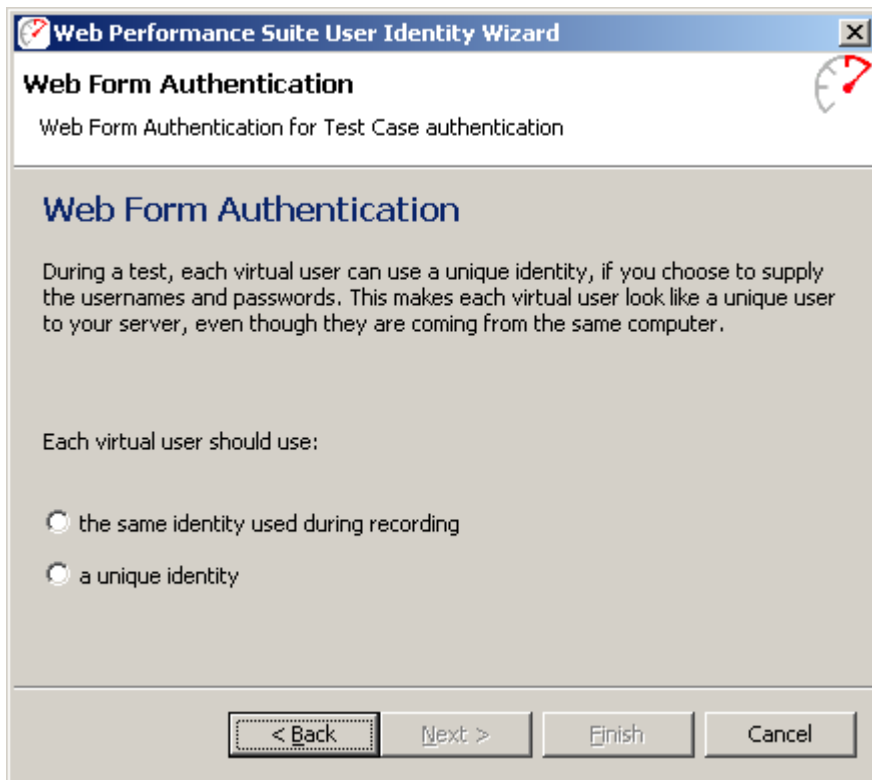 Web Performance Suite User Identity Wizard
Web Form Authentication
Web Form Authentication for Test Case authentication
Web Form Authentication
During a test, each virtual user can use a unique identity, if you choose to supply
the usernames and passwords. This makes each virtual user look like a unique user
to your server, even though they are coming from the same computer.
Each virtual user should use:
the same identity used during recording
a unique identity
< Back Next > Finish Cancel